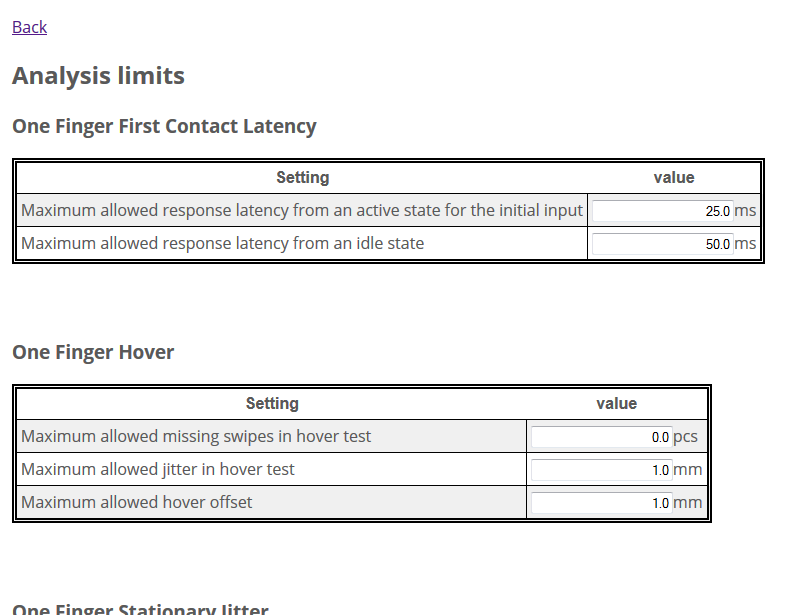 Back
Analysis limits
One Finger First Contact Latency
Setting value
Maximum allowed response latency from an active state for the initial input 25.0 ms
Maximum allowed response latency from an idle state 50.0 ms
One Finger Hover
Setting value
Maximum allowed missing swipes in hover test 0.0 pcs
Maximum allowed jitter in hover test 1.0 mm
Maximum allowed hover offset 1.0 mm
One Finger Stationary Jitter